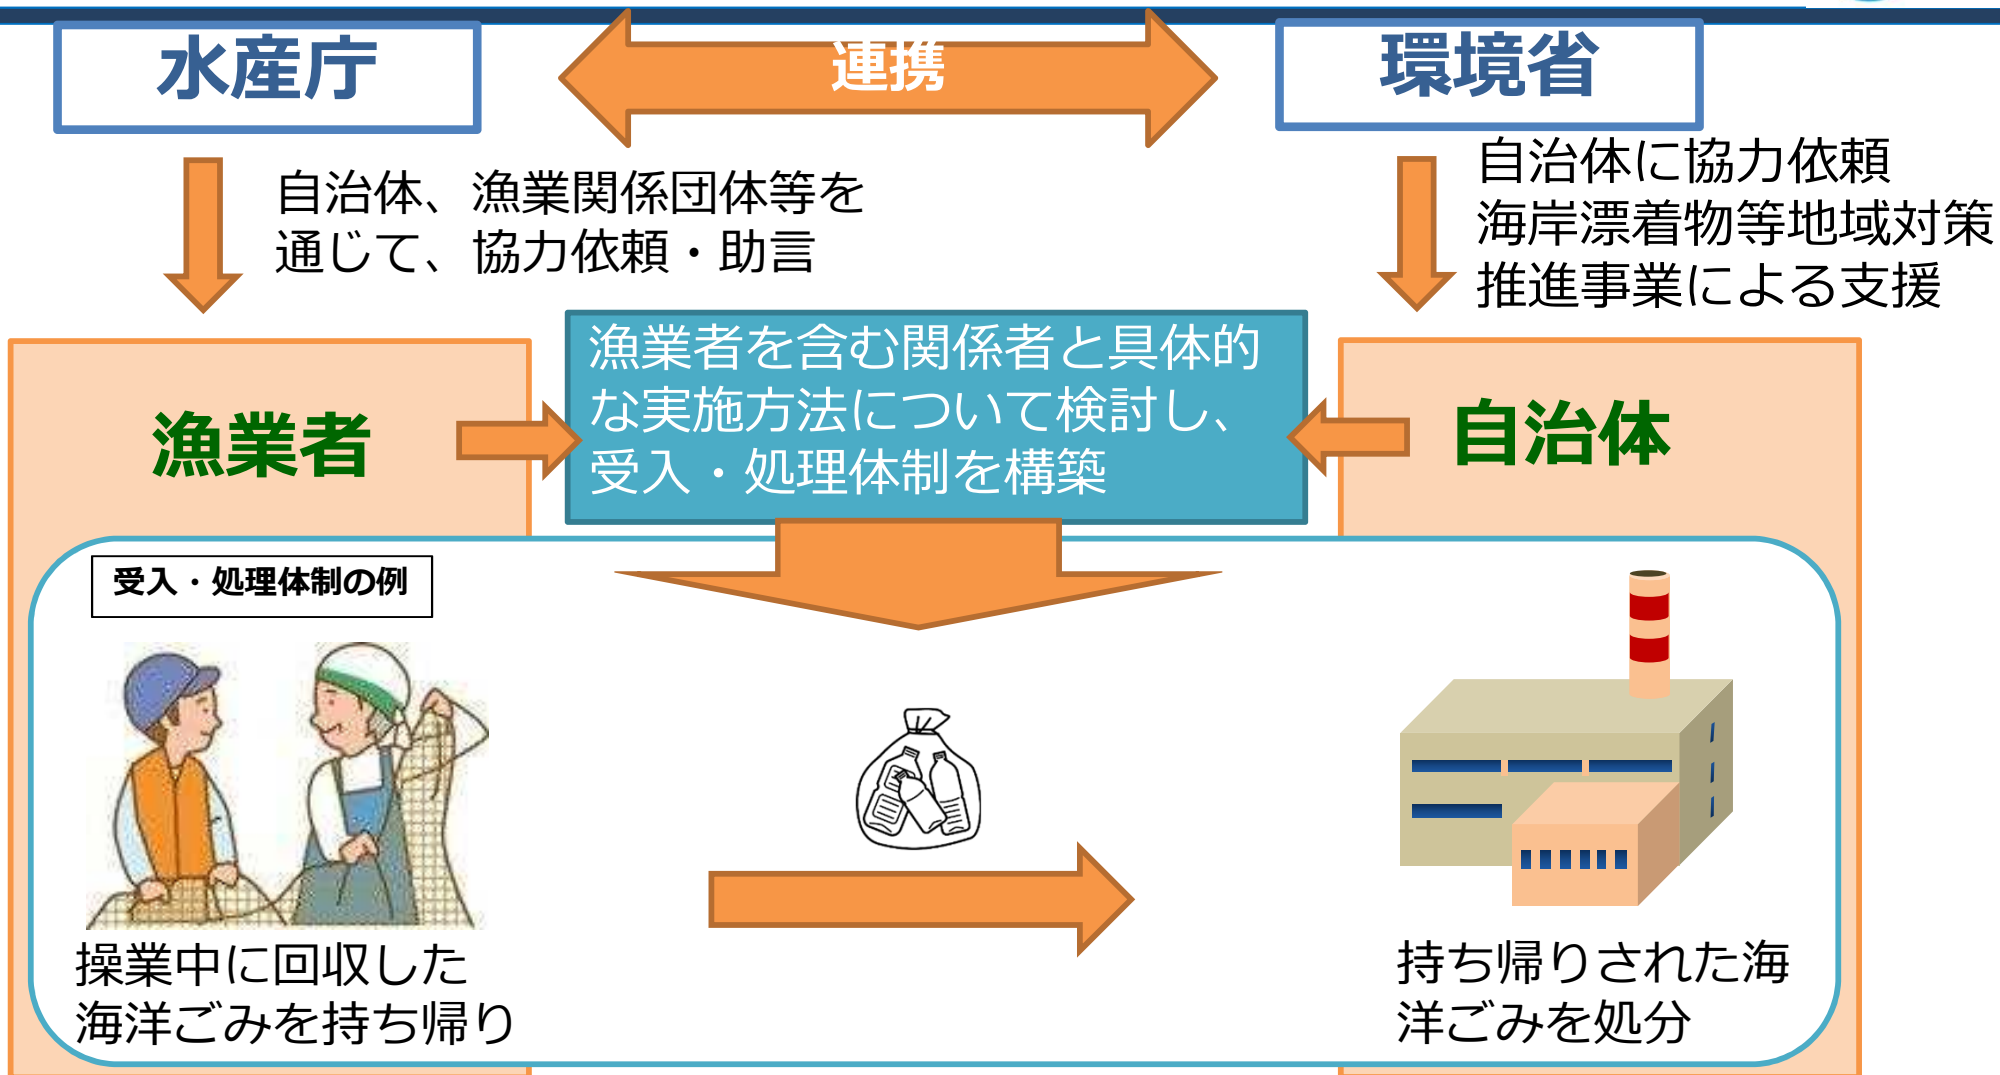 水産庁
連携
環境省
自治体、漁業関係団体等を
通じて、協力依頼・助言
自治体に協力依頼
海岸漂着物等地域対策
推進事業による支援
漁業者
漁業者を含む関係者と具体的
な実施方法について検討し、
受入・処理体制を構築
自治体
受入・処理体制の例
操業中に回収した
海洋ごみを持ち帰り
持ち帰りされた海
洋ごみを処分